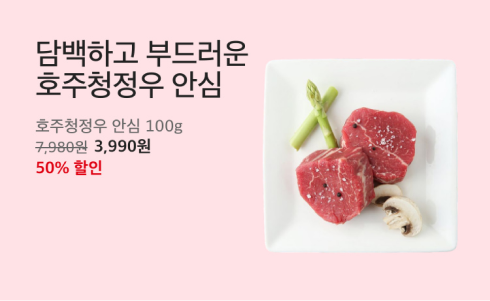 담백하고 부드러운
호주청정우 안심
호주청정우 안심 100g
7,980원 3,990원
50% 할인